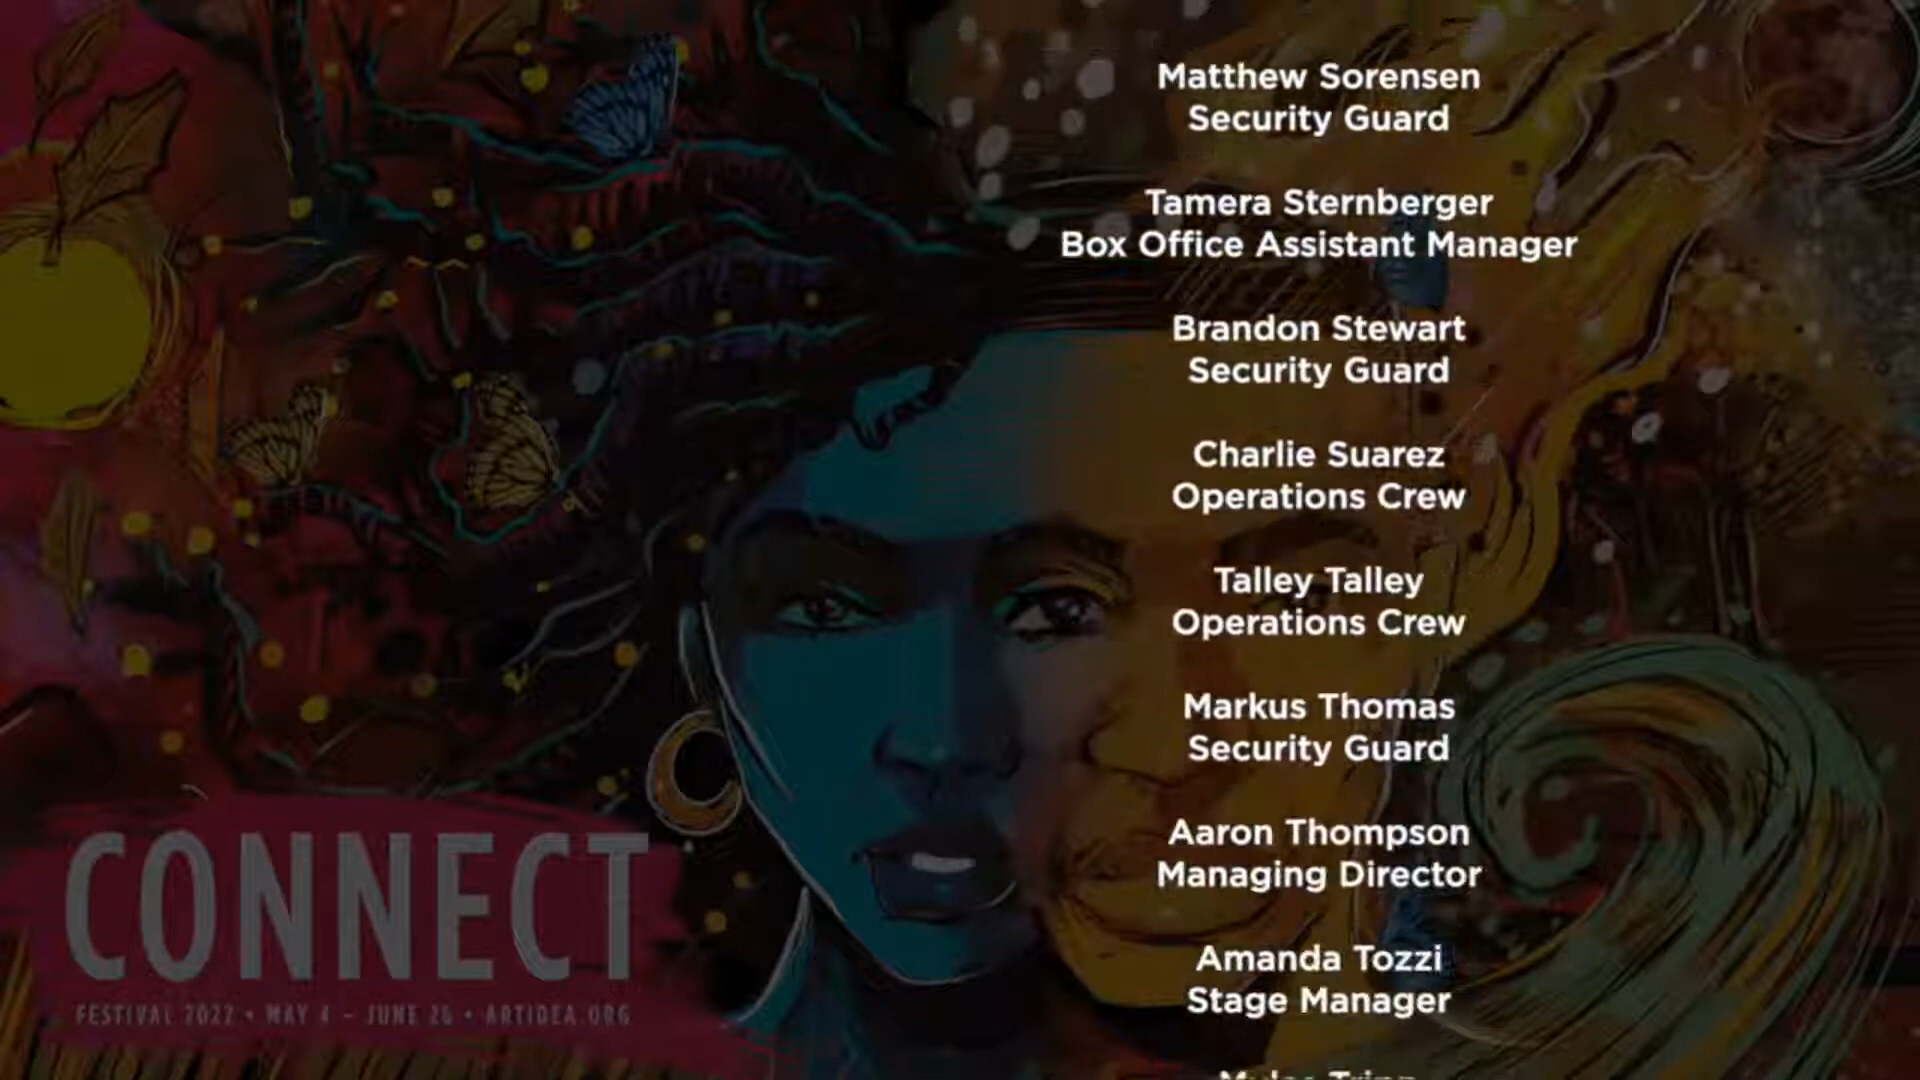 Matthew Sorensen
Security Guard
Tamera Sternberger
Box Office Assistant Manager
Brandon Stewart
Security Guard
Charlie Suarez
Operations Crew
Talley Talley
Operations Crew
Markus Thomas
Security Guard
Aaron Thompson
Managing Director
Amanda Tozzi
Stage Manager
CONNECT
FESTIVAL 2022 • MAY 4 - JUNE 26 • ARTIDEA.ORG